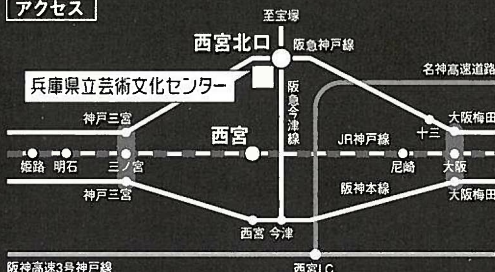 アクセス
至宝塚
西宮北口
阪急神戸線
兵庫県立芸術文化センター
名神高速道路
阪急今津線
神戸三宮
十三
大阪梅田
西宮
JR神戸線
姫路
明石
三ノ宮
尼崎
大阪
神戸三宮
阪神本線
大阪梅田
西宮
今津
阪神高速3号神戸線
西宮I.C